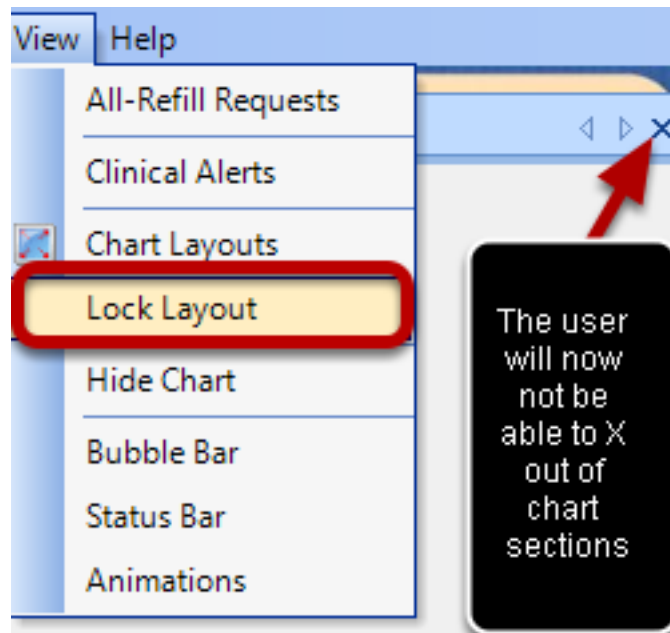 View Help
All-Refill Requests
Clinical Alerts
Chart Layouts
Lock Layout
Hide Chart
Bubble Bar
Status Bar
Animations
The user
will now
not be
able to X
out of
chart
sections